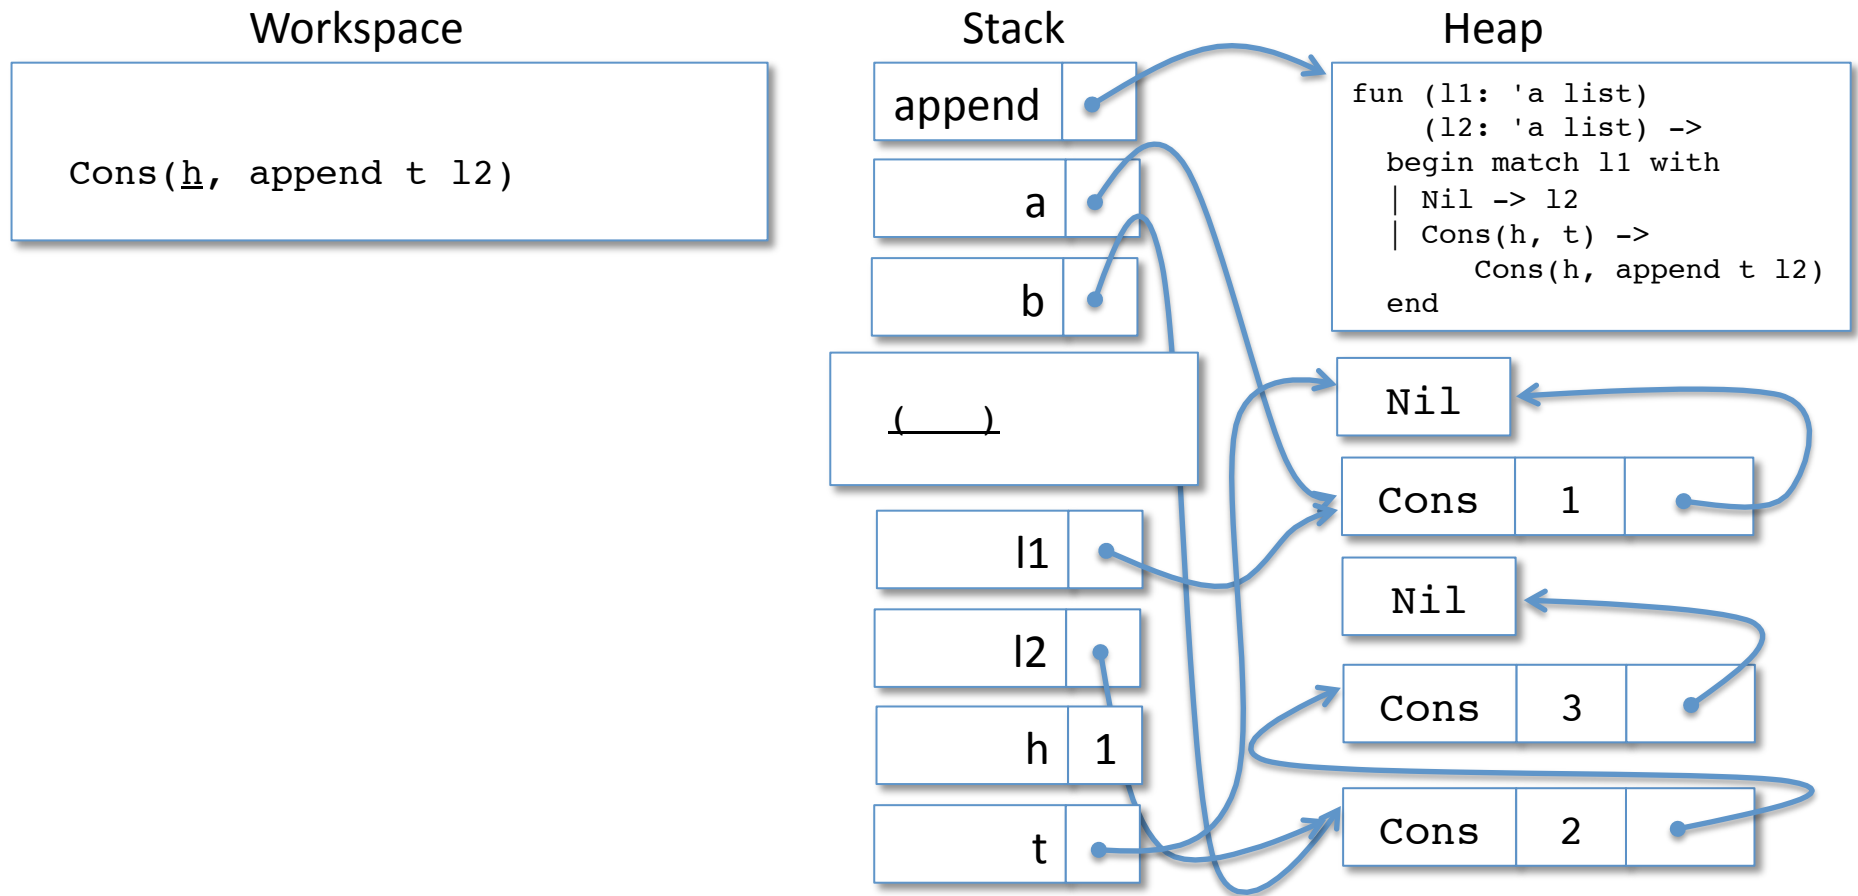 Workspace
Stack
Heap
Cons(h, append t l2)
append
a
b
(    )
l1
l2
h 1
t
fun (l1: 'a list)
(l2: 'a list) ->
begin match l1 with
| Nil -> l2
| Cons(h, t) ->
Cons(h, append t l2)
end
Nil
Cons 1
Nil
Cons 3
Cons 2